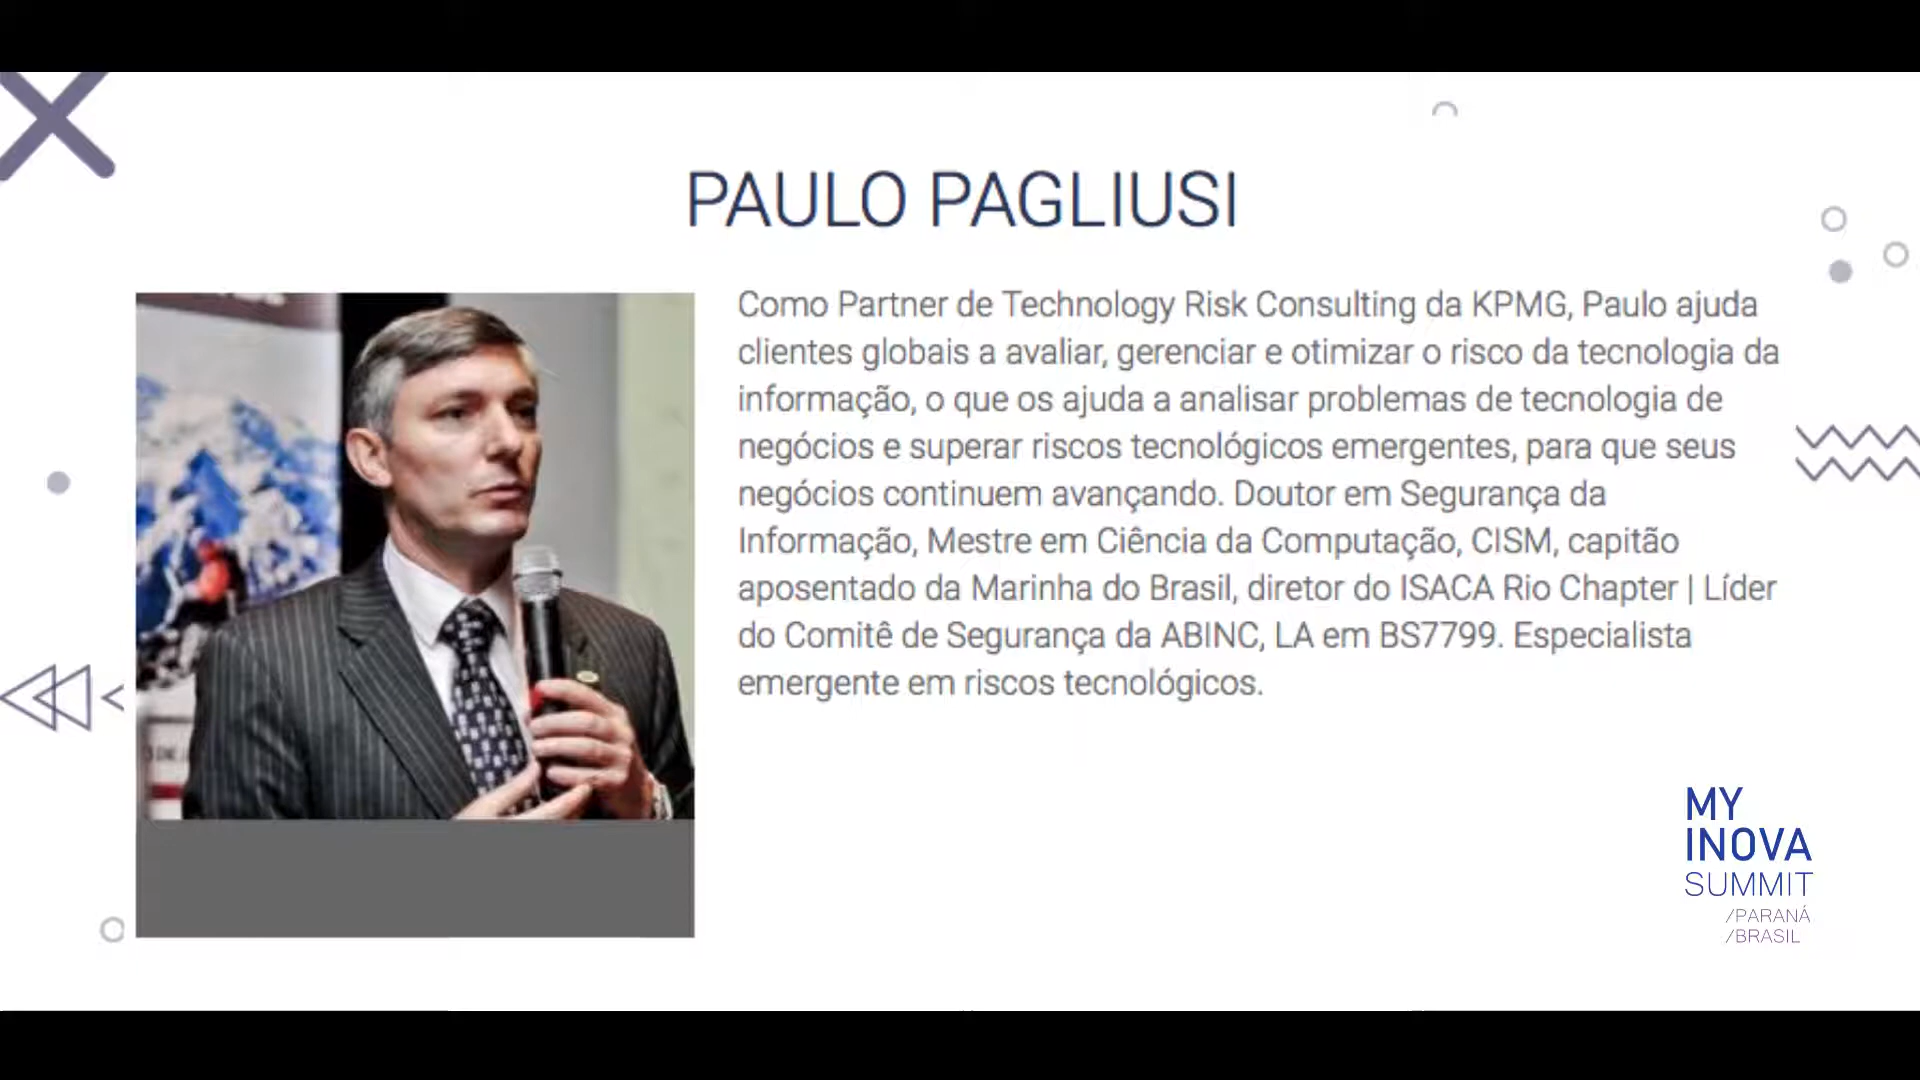 PAULO PAGLIUSI
Como Partner de Technology Risk Consulting da KPMG, Paulo ajuda
clientes globais a avaliar, gerenciar e otimizar o risco da tecnologia da
informação, o que os ajuda a analisar problemas de tecnologia de
negócios e superar riscos tecnológicos emergentes, para que seus
negócios continuem avançando. Doutor em Segurança da
Informação, Mestre em Ciência da Computação, CISM, capitão
aposentado da Marinha do Brasil, diretor do ISACA Rio Chapter | Líder
do Comitê de Segurança da ABINC, LA em BS7799. Especialista
emergente em riscos tecnológicos.
MY
INOVA
SUMMIT
/PARANÁ
/BRASIL